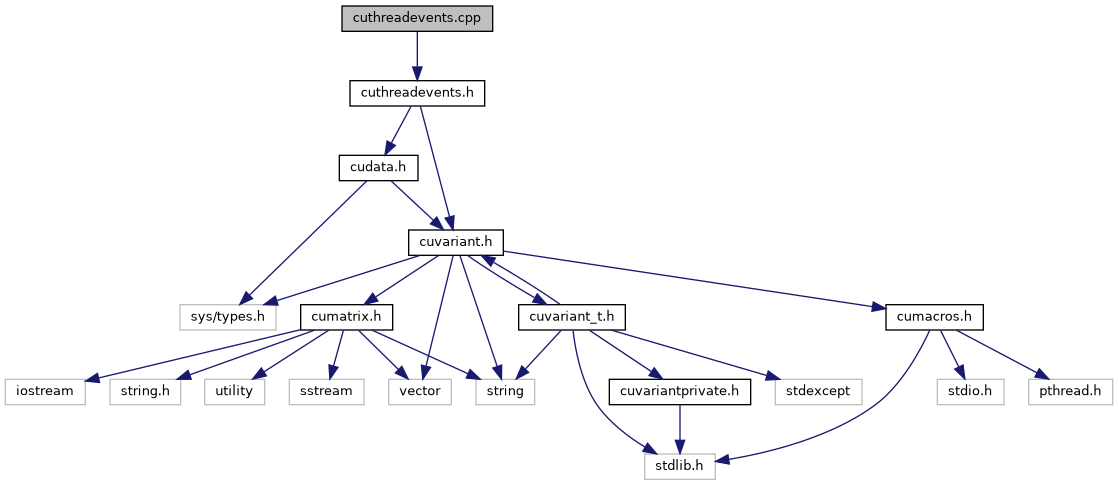 cuthreadevents.cpp
cuthreadevents.h
cudata.h
cuvariant.h
sys/types.h
cumatrix.h
cuvariant_t.h
cumacros.h
iostream
string.h
utility
sstream
vector
string
cuvariantprivate.h
stdexcept
stdio.h
pthread.h
stdlib.h